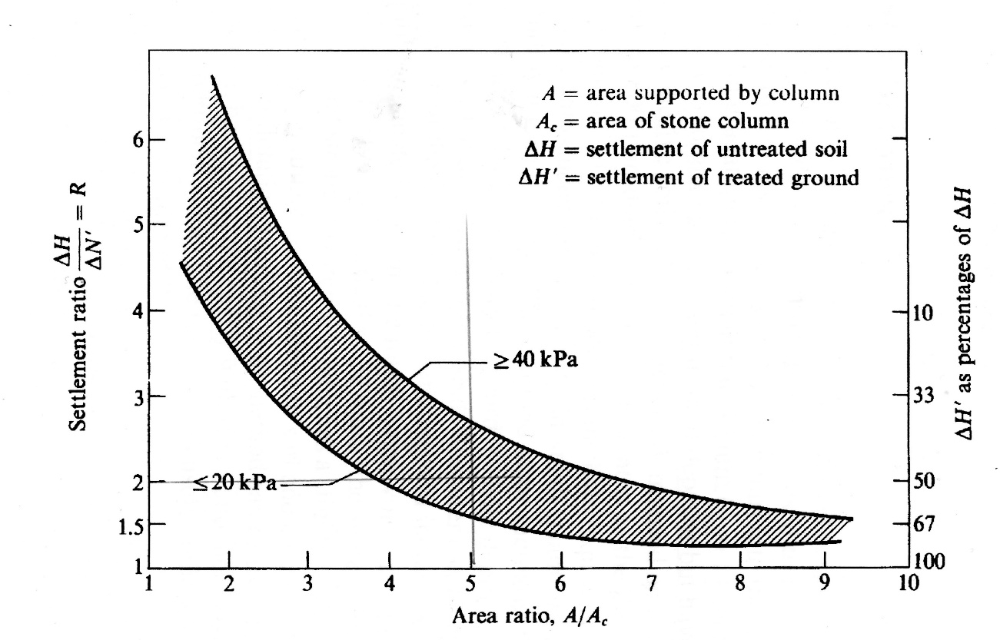 A = area supported by column
A_c = area of stone column
ΔH = settlement of untreated soil
ΔH′ = settlement of treated ground
Settlement ratio ΔH/ΔN′ = R
6
5
4
3
2
1.5
1
≥40 kPa
≤20 kPa
10
33
50
67
100
ΔH′ as percentages of ΔH
1 2 3 4 5 6 7 8 9 10
Area ratio, A/A_c